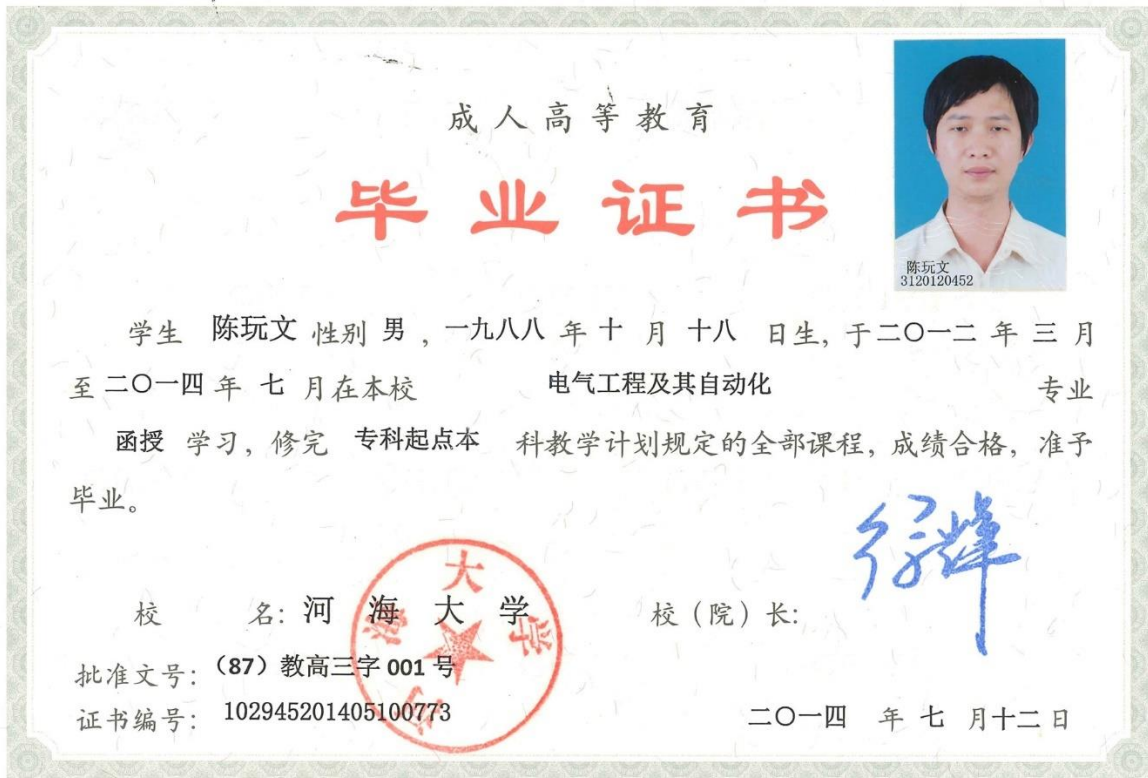 成人高等教育
毕业证书
陈玩文
3120120452
学生 陈玩文 性别 男 , 一九八八 年 十 月 十八 日生, 于二〇一二 年 三 月
至 二〇一四 年 七 月在本校 电气工程及其自动化 专业
函授 学习, 修完 专科起点本 科教学计划规定的全部课程, 成绩合格, 准予
毕业。
校 名: 河 海 大 学 校（院）长: 徐辉
河海大学
批准文号: （87）教高三字 001 号
证书编号: 102945201405100773 二〇一四 年 七 月十二日